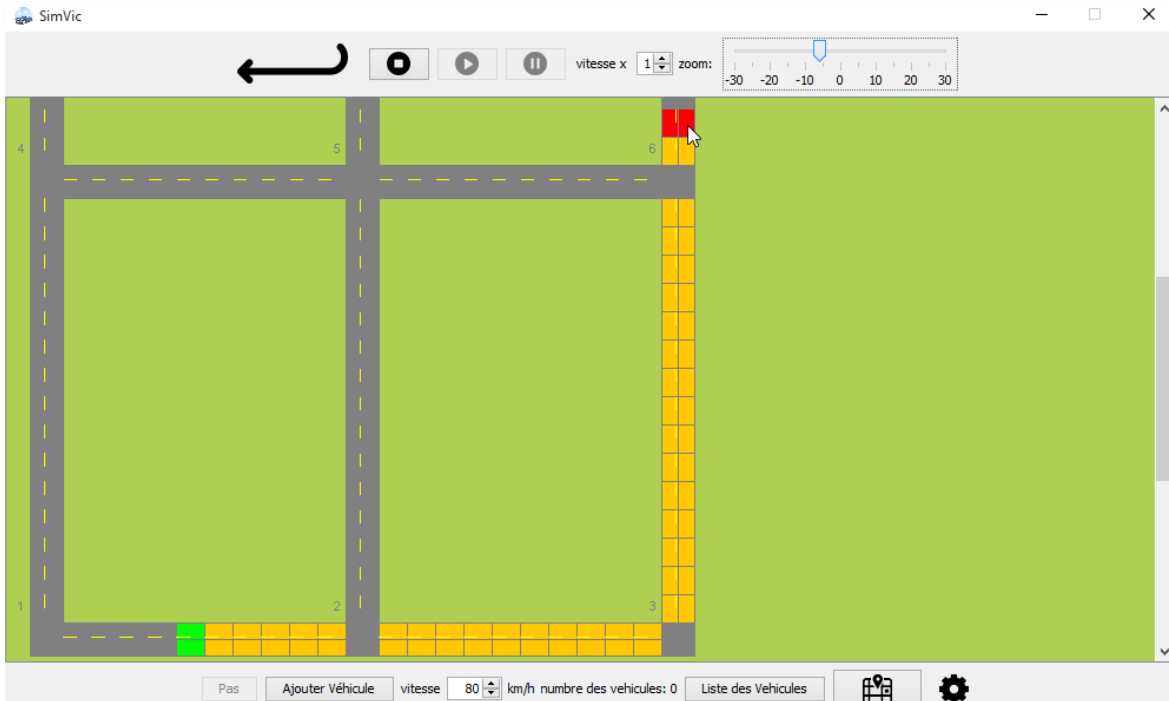 SimVic
vitesse x 1 zoom:
-30 -20 -10 0 10 20 30
4 5 6
1 2 3
Pas Ajouter Véhicule vitesse 80 km/h numbre des vehicules: 0 Liste des Vehicules